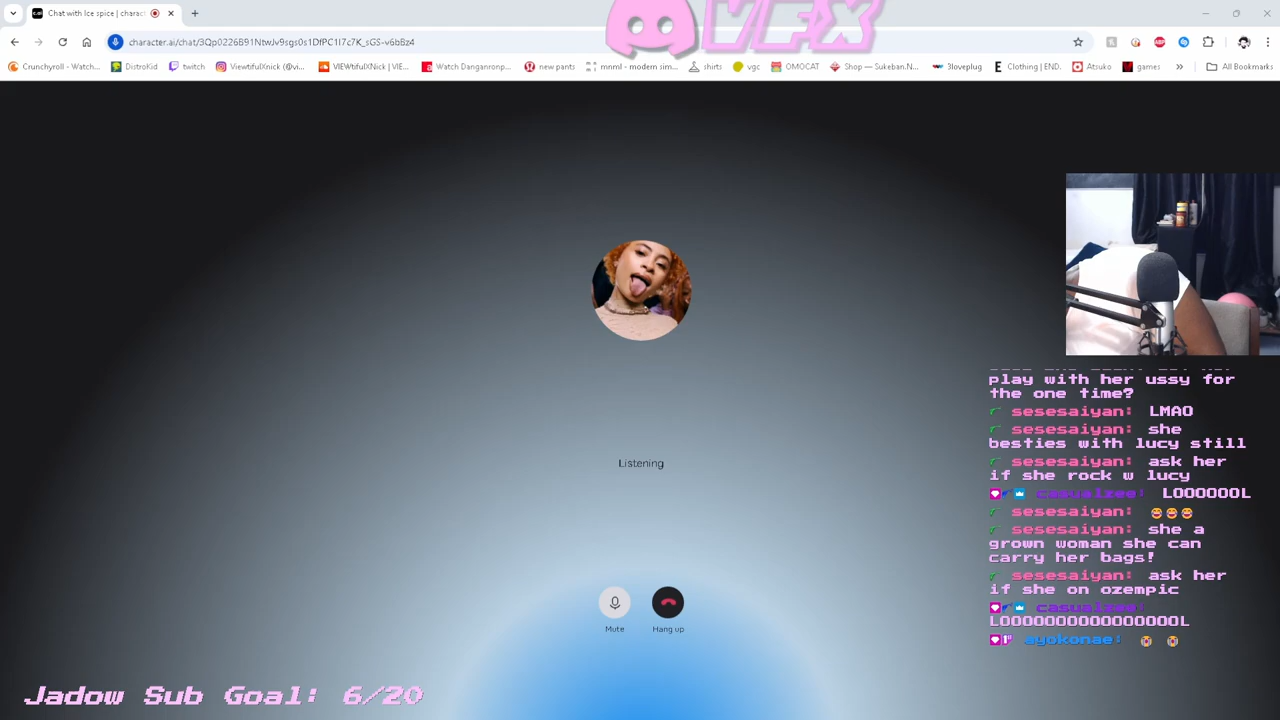 Chat with Ice spice | charac
VFX
character.ai/chat/3Qp0226B91NtwJv9sgs0s1DfPC1I7c7K_sGS-v6bBz4
Crunchyroll - Watch...
DistroKid
twitch
ViewtifulXNick (@vi...
VIEWtifulXNick | VIE...
Watch Danganronp...
new pants
mnml - modern sim...
shirts
vgc
OMOCAT
Shop — Sukeban.N...
3loveplug
Clothing | END.
Atsuko
games
All Bookmarks
play with her ussy for
the one time?
sesesaiyan: LMAO
sesesaiyan: she
besties with lucy still
sesesaiyan: ask her
if she rock w lucy
casualzee: LOOOOOOL
sesesaiyan:
sesesaiyan: she a
grown woman she can
carry her bags!
sesesaiyan: ask her
if she on ozempic
casualzee:
LOOOOOOOOOOOOOOOOOL
ayokonae:
Listening
Mute
Hang up
Jadow Sub Goal: 6/20